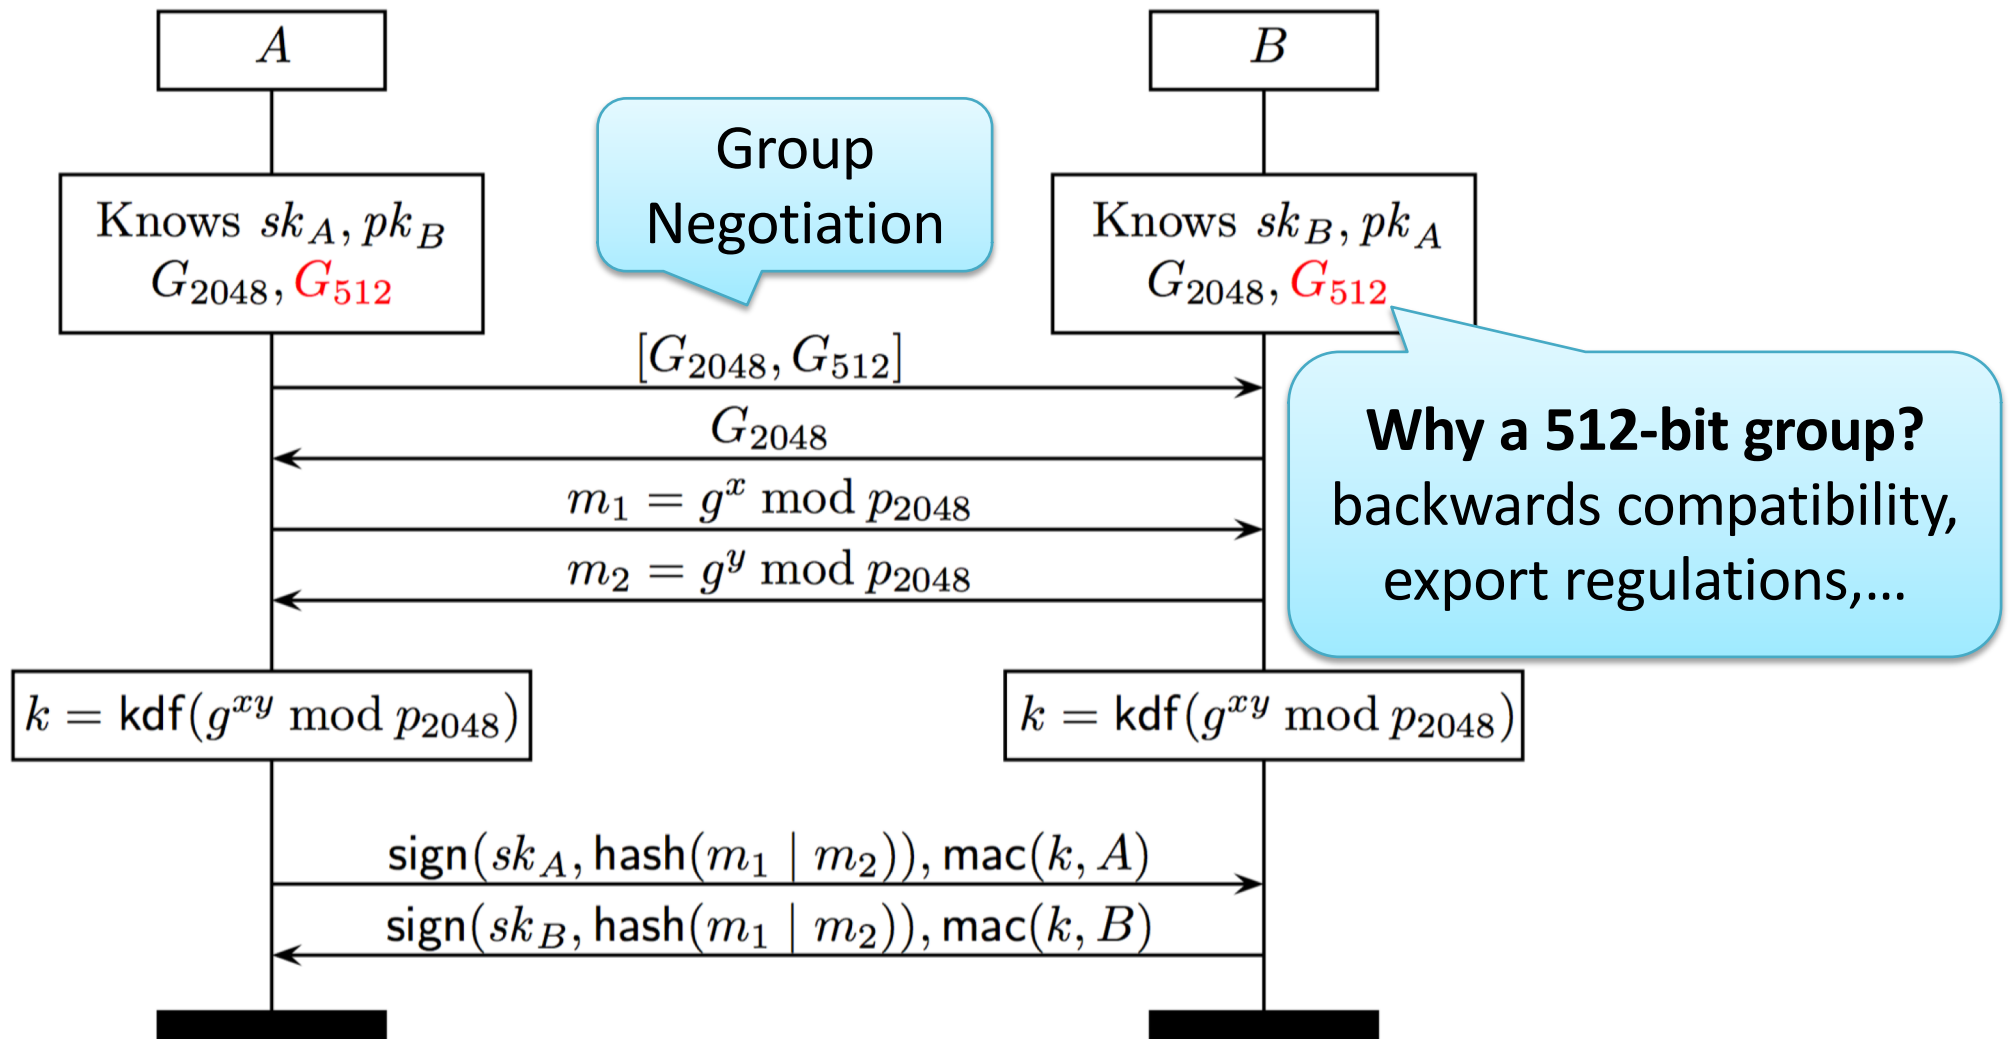 A
B
Group
Negotiation
Knows sk_A, pk_B
G_2048, G_512
Knows sk_B, pk_A
G_2048, G_512
[G_2048, G_512]
G_2048
m_1 = g^x mod p_2048
m_2 = g^y mod p_2048
Why a 512-bit group?
backwards compatibility,
export regulations,...
k = kdf(g^{xy} mod p_2048)
k = kdf(g^{xy} mod p_2048)
sign(sk_A, hash(m_1 | m_2)), mac(k, A)
sign(sk_B, hash(m_1 | m_2)), mac(k, B)